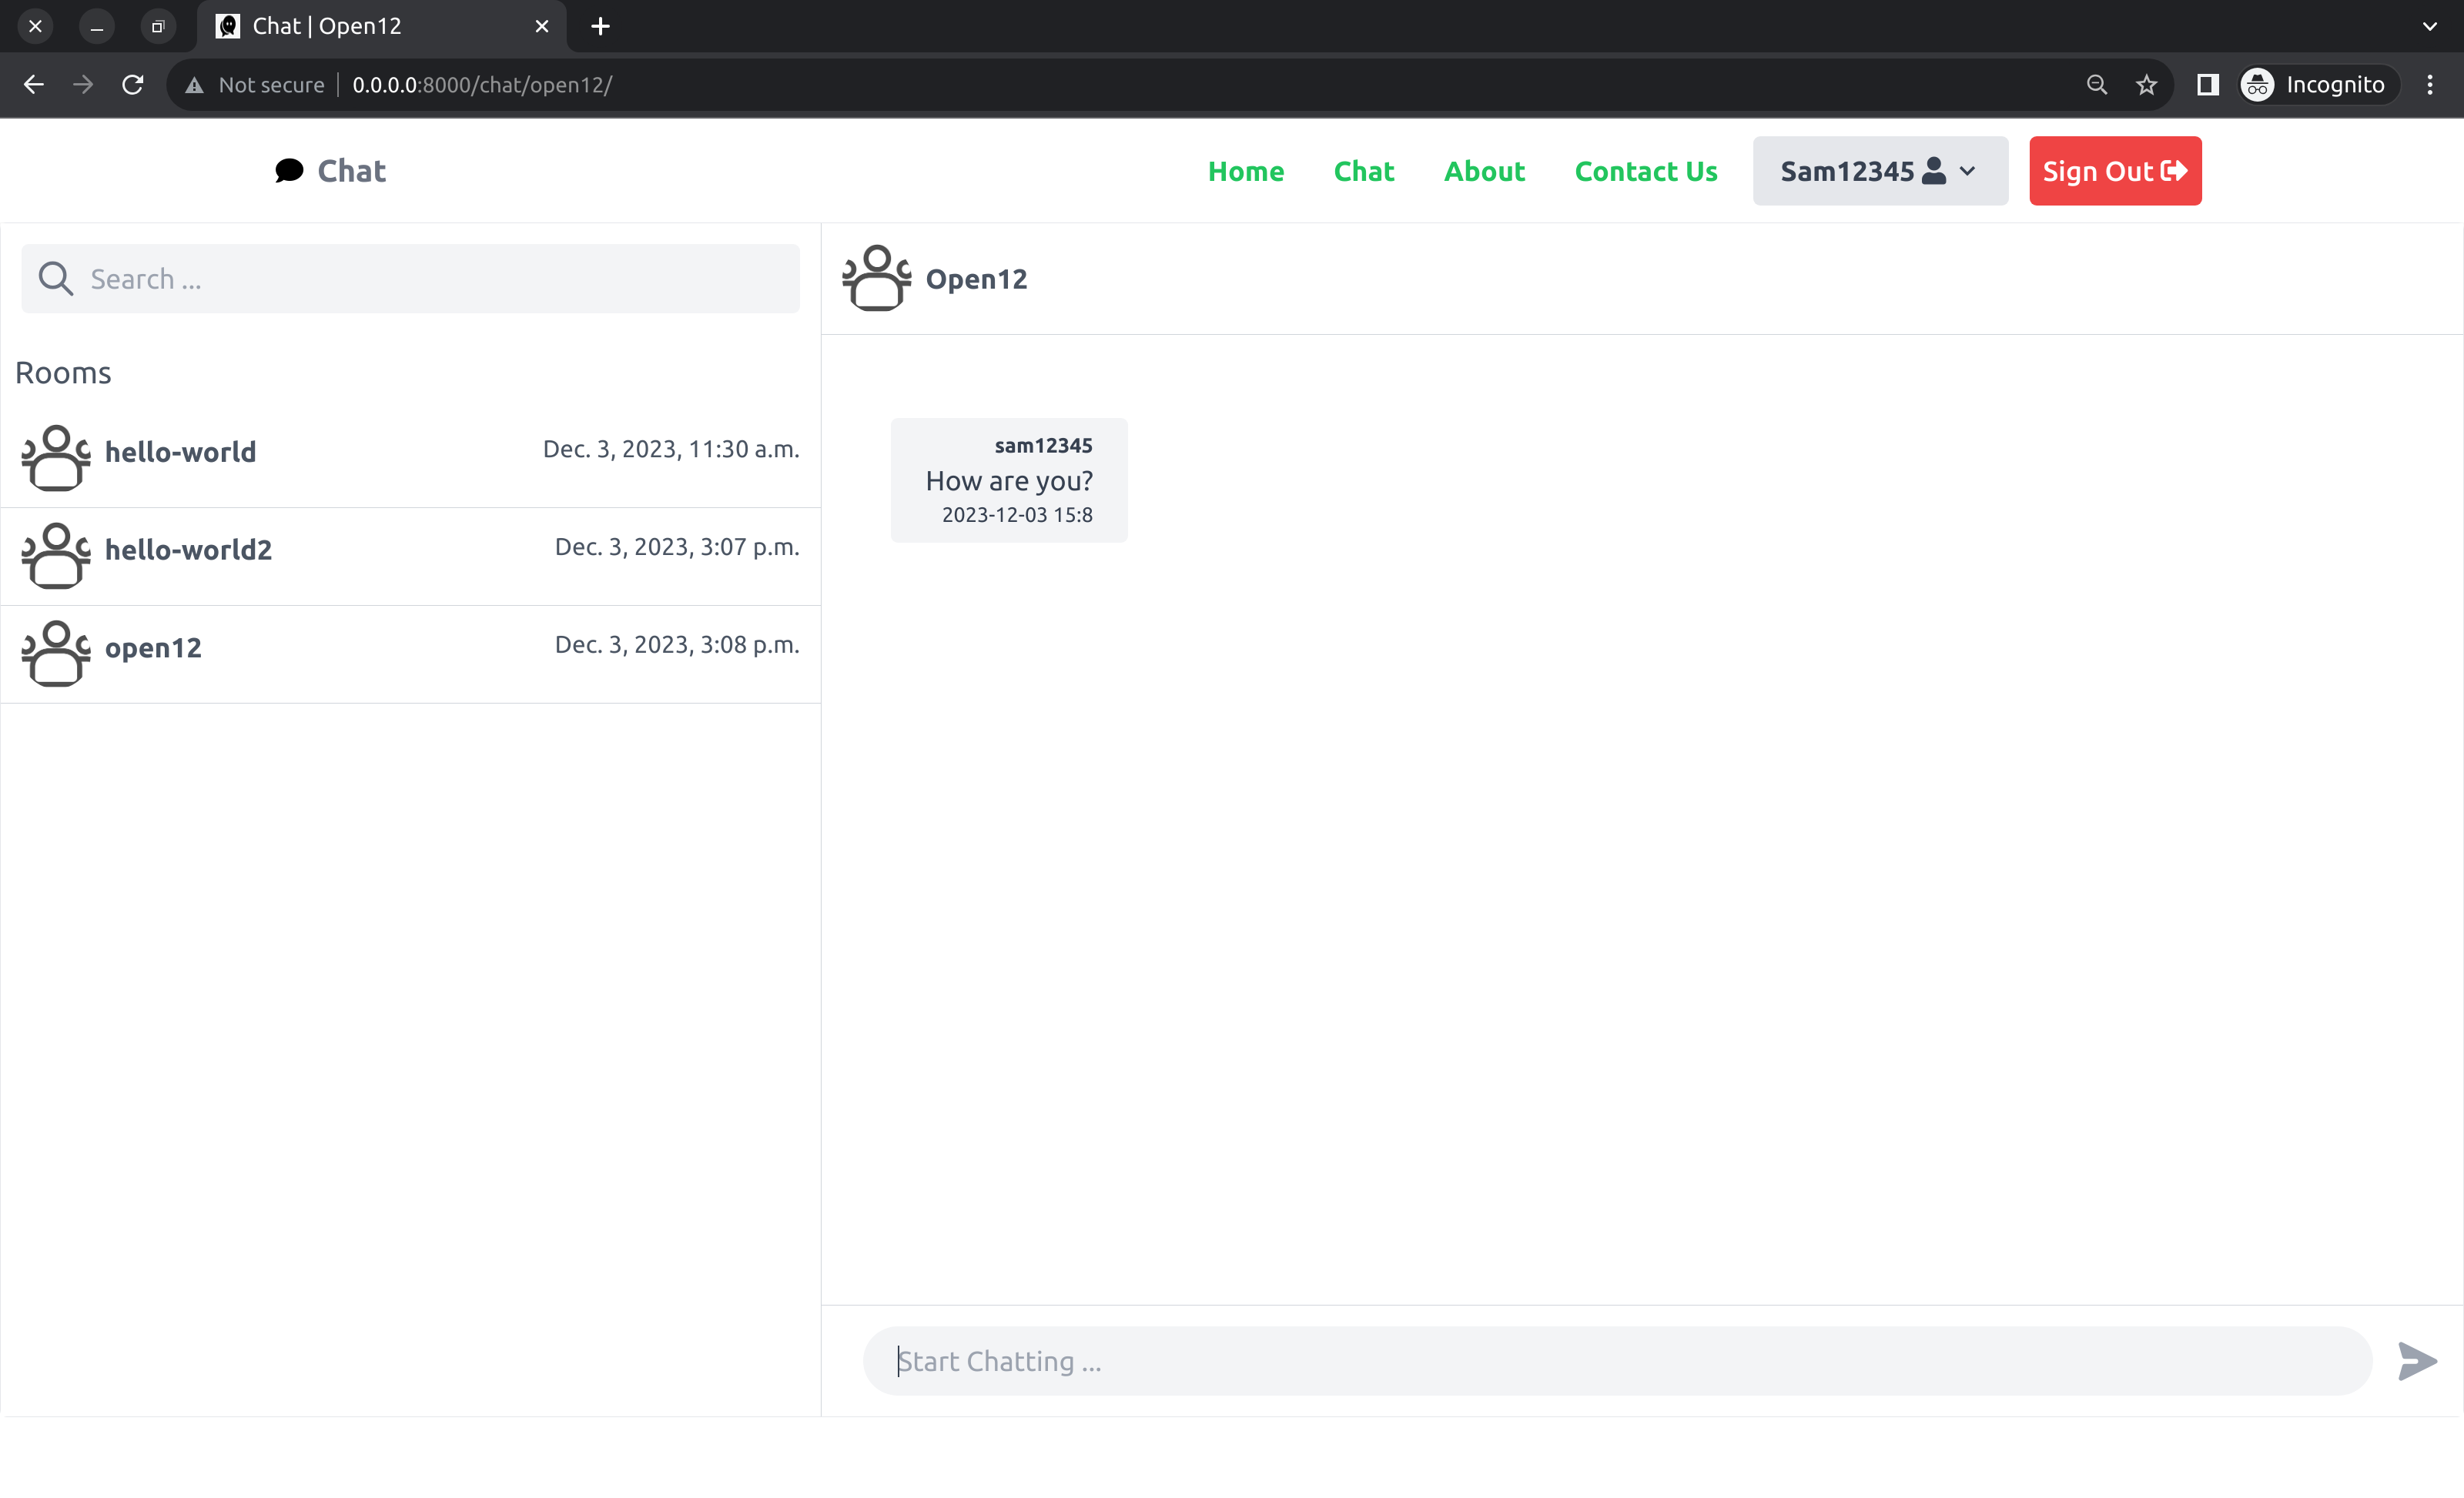 Chat | Open12
Not secure | 0.0.0.0:8000/chat/open12/
Incognito
Chat
Home
Chat
About
Contact Us
Sam12345
Sign Out
Search ...
Rooms
hello-world
Dec. 3, 2023, 11:30 a.m.
hello-world2
Dec. 3, 2023, 3:07 p.m.
open12
Dec. 3, 2023, 3:08 p.m.
Open12
sam12345
How are you?
2023-12-03 15:8
Start Chatting ...